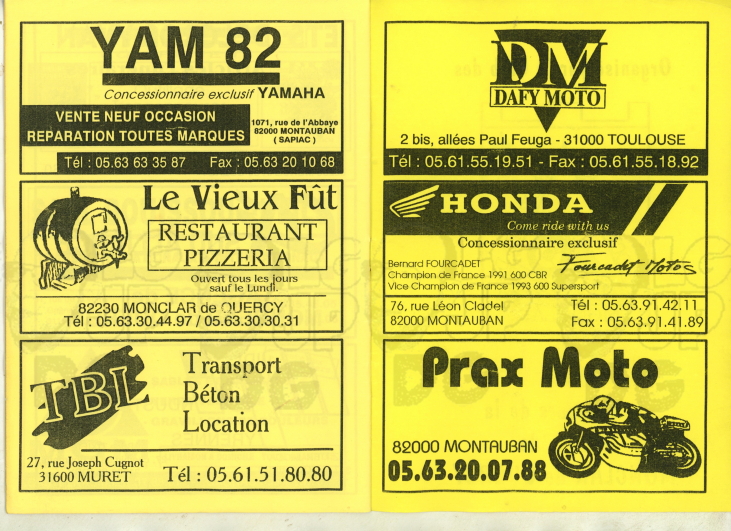 YAM 82
Concessionnaire exclusif YAMAHA
VENTE NEUF OCCASION
REPARATION TOUTES MARQUES
1071, rue de l'Abbaye
82000 MONTAUBAN
( SAPIAC )
Tél : 05.63 63 35 87 Fax : 05.63 20 10 68
Le Vieux Fût
RESTAURANT
PIZZERIA
Ouvert tous les jours
sauf le Lundi.
82230 MONCLAR de QUERCY
Tél : 05.63.30.44.97 / 05.63.30.30.31
TBL
Transport
Béton
Location
27, rue Joseph Cugnot
31600 MURET
Tél : 05.61.51.80.80
DM
DAFY MOTO
2 bis, allées Paul Feuga - 31000 TOULOUSE
Tél : 05.61.55.19.51 - Fax : 05.61.55.18.92
HONDA
Come ride with us
Concessionnaire exclusif
Bernard FOURCADET
Champion de France 1991 600 CBR
Vice Champion de France 1993 600 Supersport
Fourcadet Motos
76, rue Léon Cladel
82000 MONTAUBAN
Tél : 05.63.91.42.11
Fax : 05.63.91.41.89
Prax Moto
82000 MONTAUBAN
05.63.20.07.88